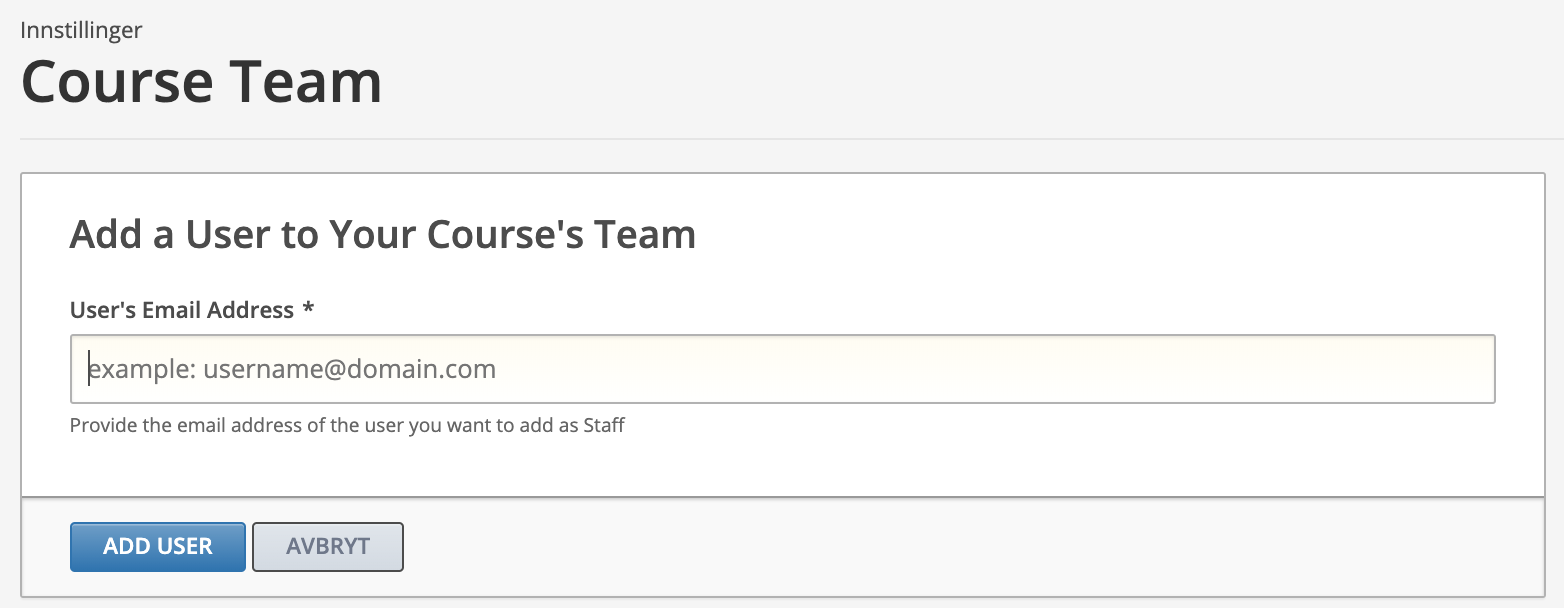 Innstillinger
Course Team
Add a User to Your Course's Team
User's Email Address *
example: username@domain.com
Provide the email address of the user you want to add as Staff
ADD USER AVBRYT